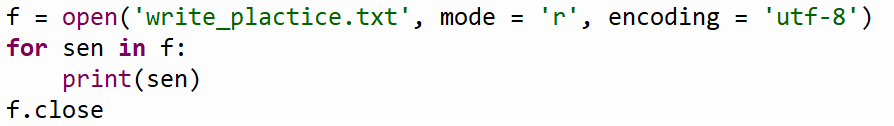 f = open('write_plactice.txt', mode = 'r', encoding = 'utf-8')
for sen in f:
    print(sen)
f.close